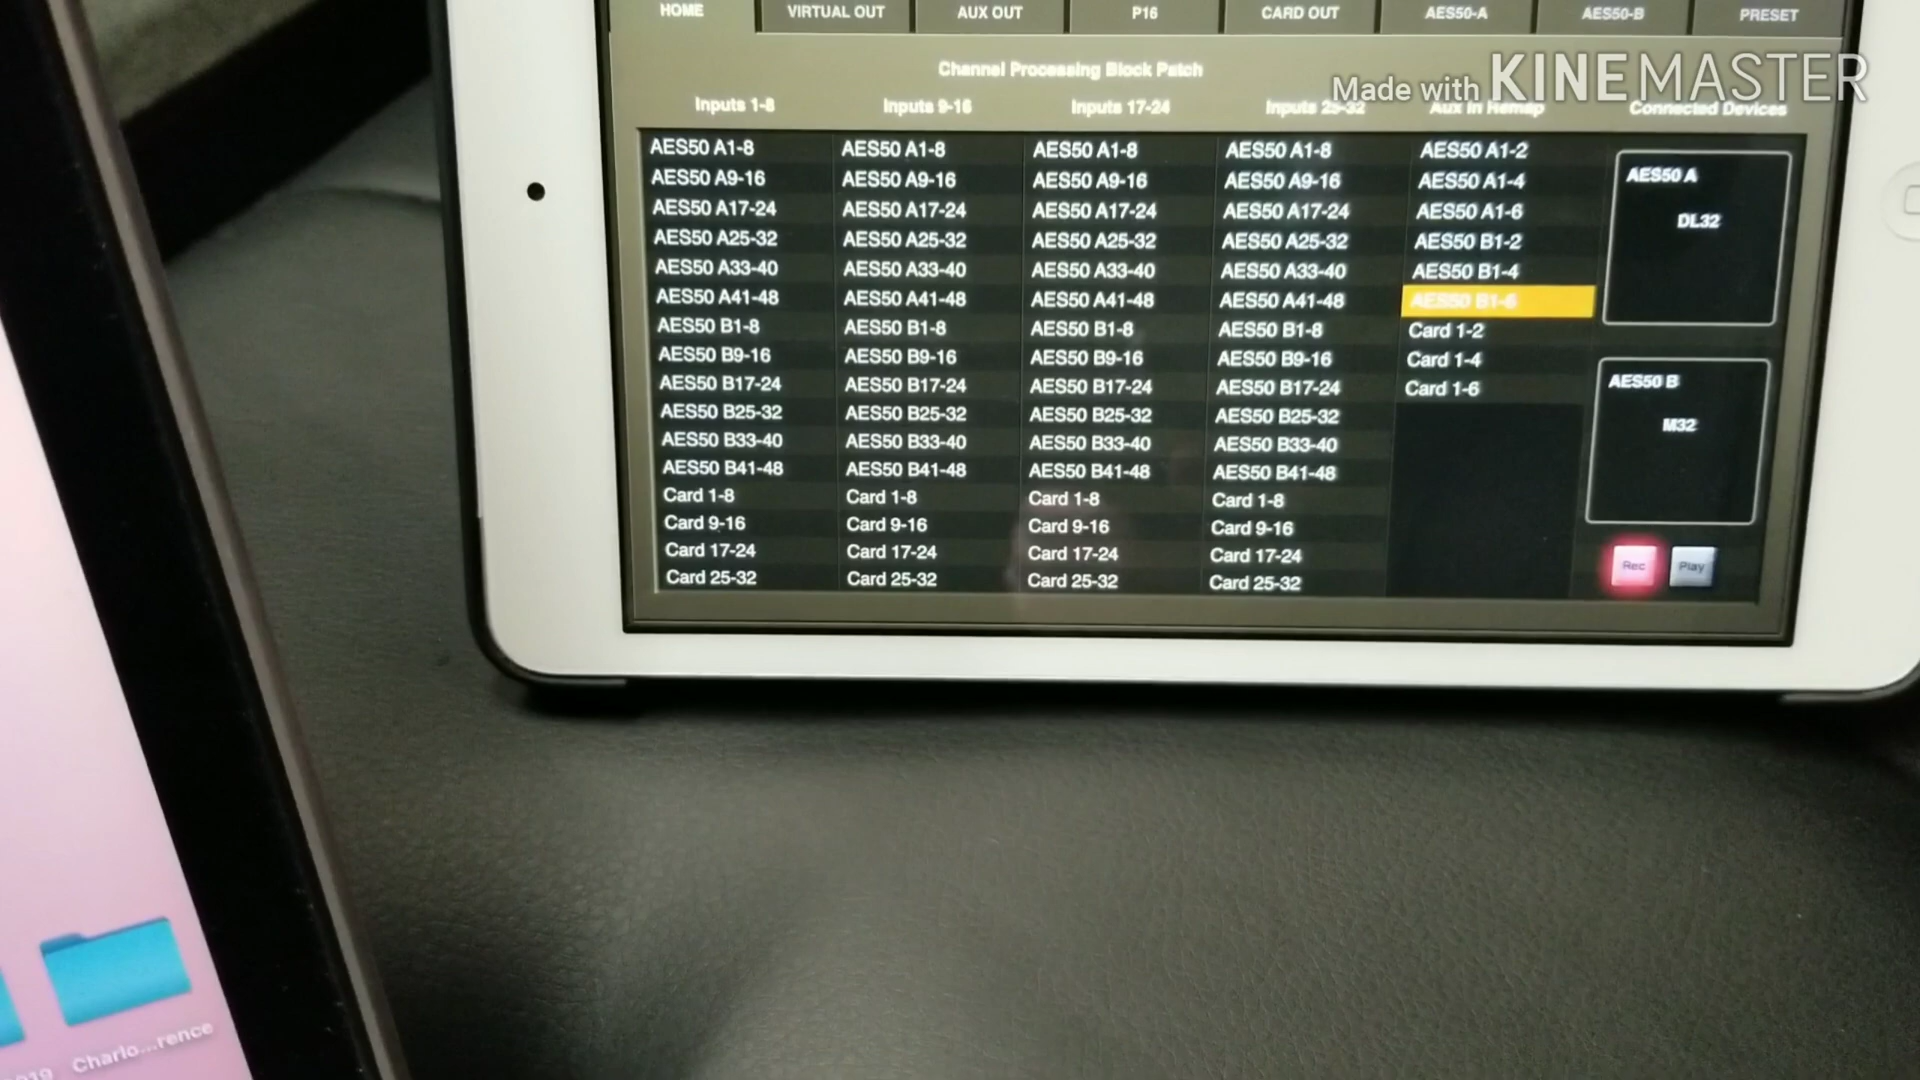 HOME VIRTUAL OUT AUX OUT P16 CARD OUT AES50-A AES50-B PRESET
Made with KINEMASTER
Channel Processing Block Patch
Inputs 1-8 Inputs 9-16 Inputs 17-24 Inputs 25-32 Aux In Remap Connected Devices
AES50 A1-8 AES50 A1-8 AES50 A1-8 AES50 A1-8 AES50 A1-2
AES50 A9-16 AES50 A9-16 AES50 A9-16 AES50 A9-16 AES50 A1-4
AES50 A17-24 AES50 A17-24 AES50 A17-24 AES50 A17-24 AES50 A1-6
AES50 A25-32 AES50 A25-32 AES50 A25-32 AES50 A25-32 AES50 B1-2
AES50 A33-40 AES50 A33-40 AES50 A33-40 AES50 A33-40 AES50 B1-4
AES50 A41-48 AES50 A41-48 AES50 A41-48 AES50 A41-48 AES50 B1-6
AES50 B1-8 AES50 B1-8 AES50 B1-8 AES50 B1-8 Card 1-2
AES50 B9-16 AES50 B9-16 AES50 B9-16 AES50 B9-16 Card 1-4
AES50 B17-24 AES50 B17-24 AES50 B17-24 AES50 B17-24 Card 1-6
AES50 B25-32 AES50 B25-32 AES50 B25-32 AES50 B25-32
AES50 B33-40 AES50 B33-40 AES50 B33-40 AES50 B33-40
AES50 B41-48 AES50 B41-48 AES50 B41-48 AES50 B41-48
Card 1-8 Card 1-8 Card 1-8 Card 1-8
Card 9-16 Card 9-16 Card 9-16 Card 9-16
Card 17-24 Card 17-24 Card 17-24 Card 17-24
Card 25-32 Card 25-32 Card 25-32 Card 25-32
AES50 A
DL32
AES50 B
M32
Rec Play
Charlo...rence
019